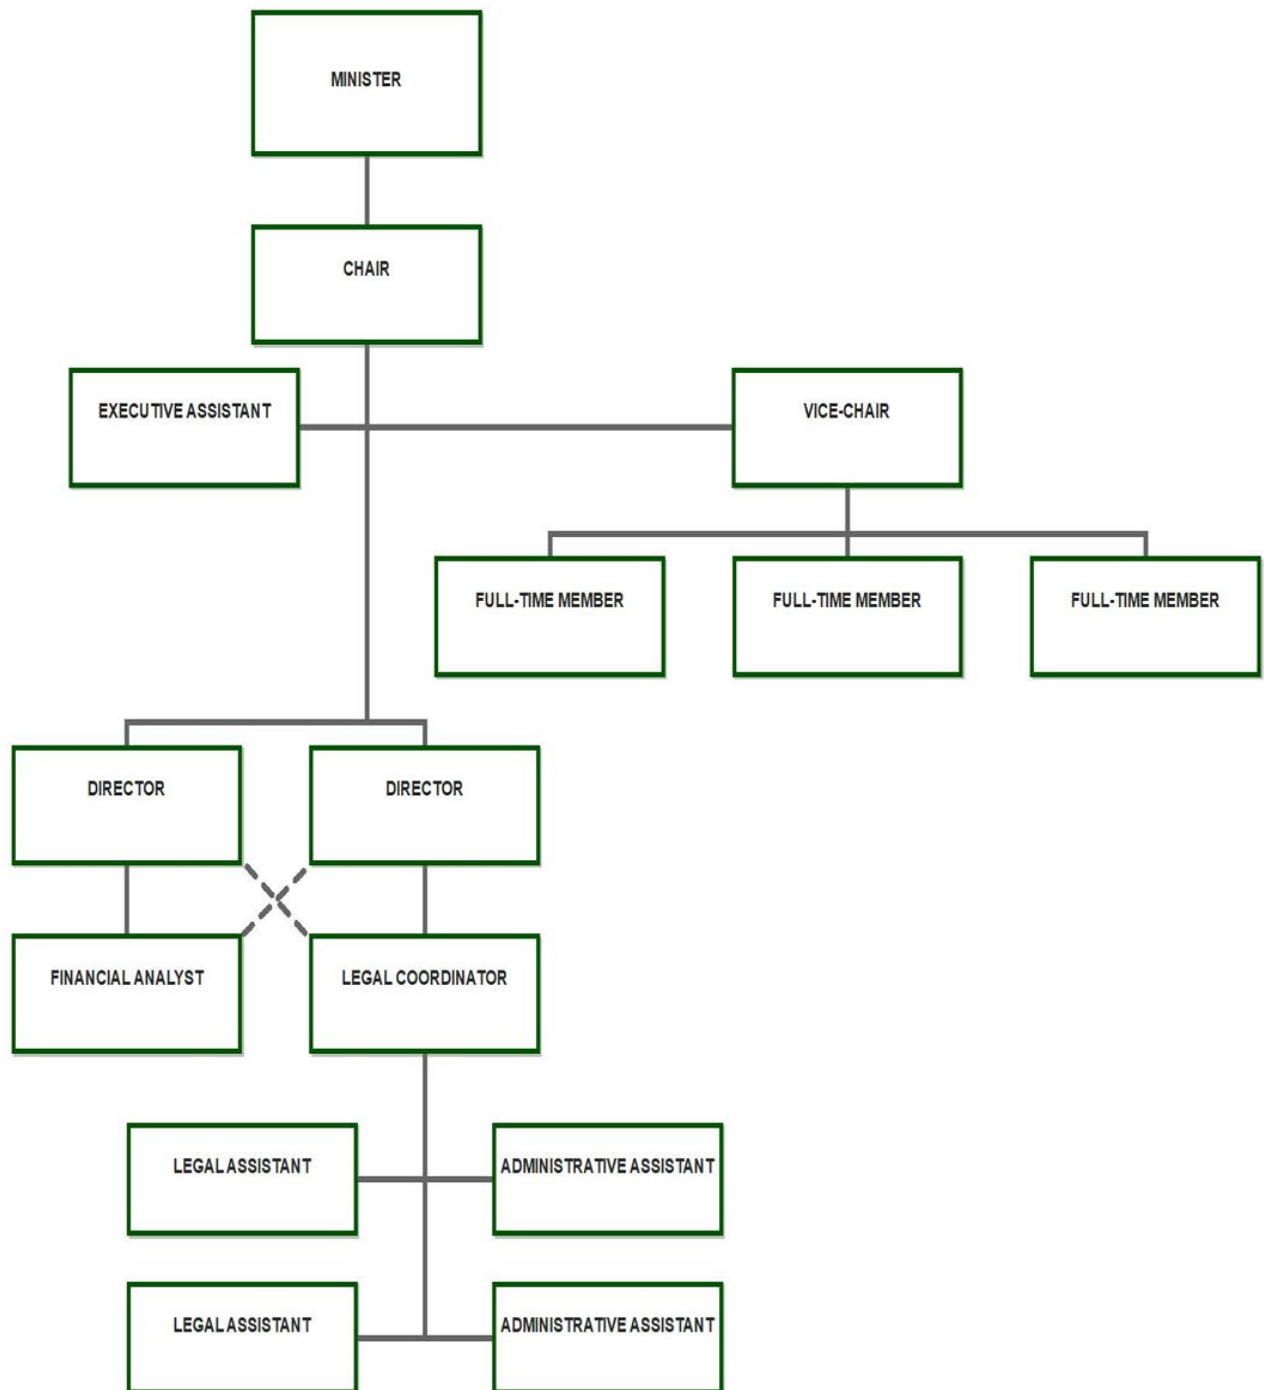 MINISTER
CHAIR
EXECUTIVE ASSISTANT
VICE-CHAIR
FULL-TIME MEMBER
FULL-TIME MEMBER
FULL-TIME MEMBER
DIRECTOR
DIRECTOR
FINANCIAL ANALYST
LEGAL COORDINATOR
LEGAL ASSISTANT
ADMINISTRATIVE ASSISTANT
LEGAL ASSISTANT
ADMINISTRATIVE ASSISTANT